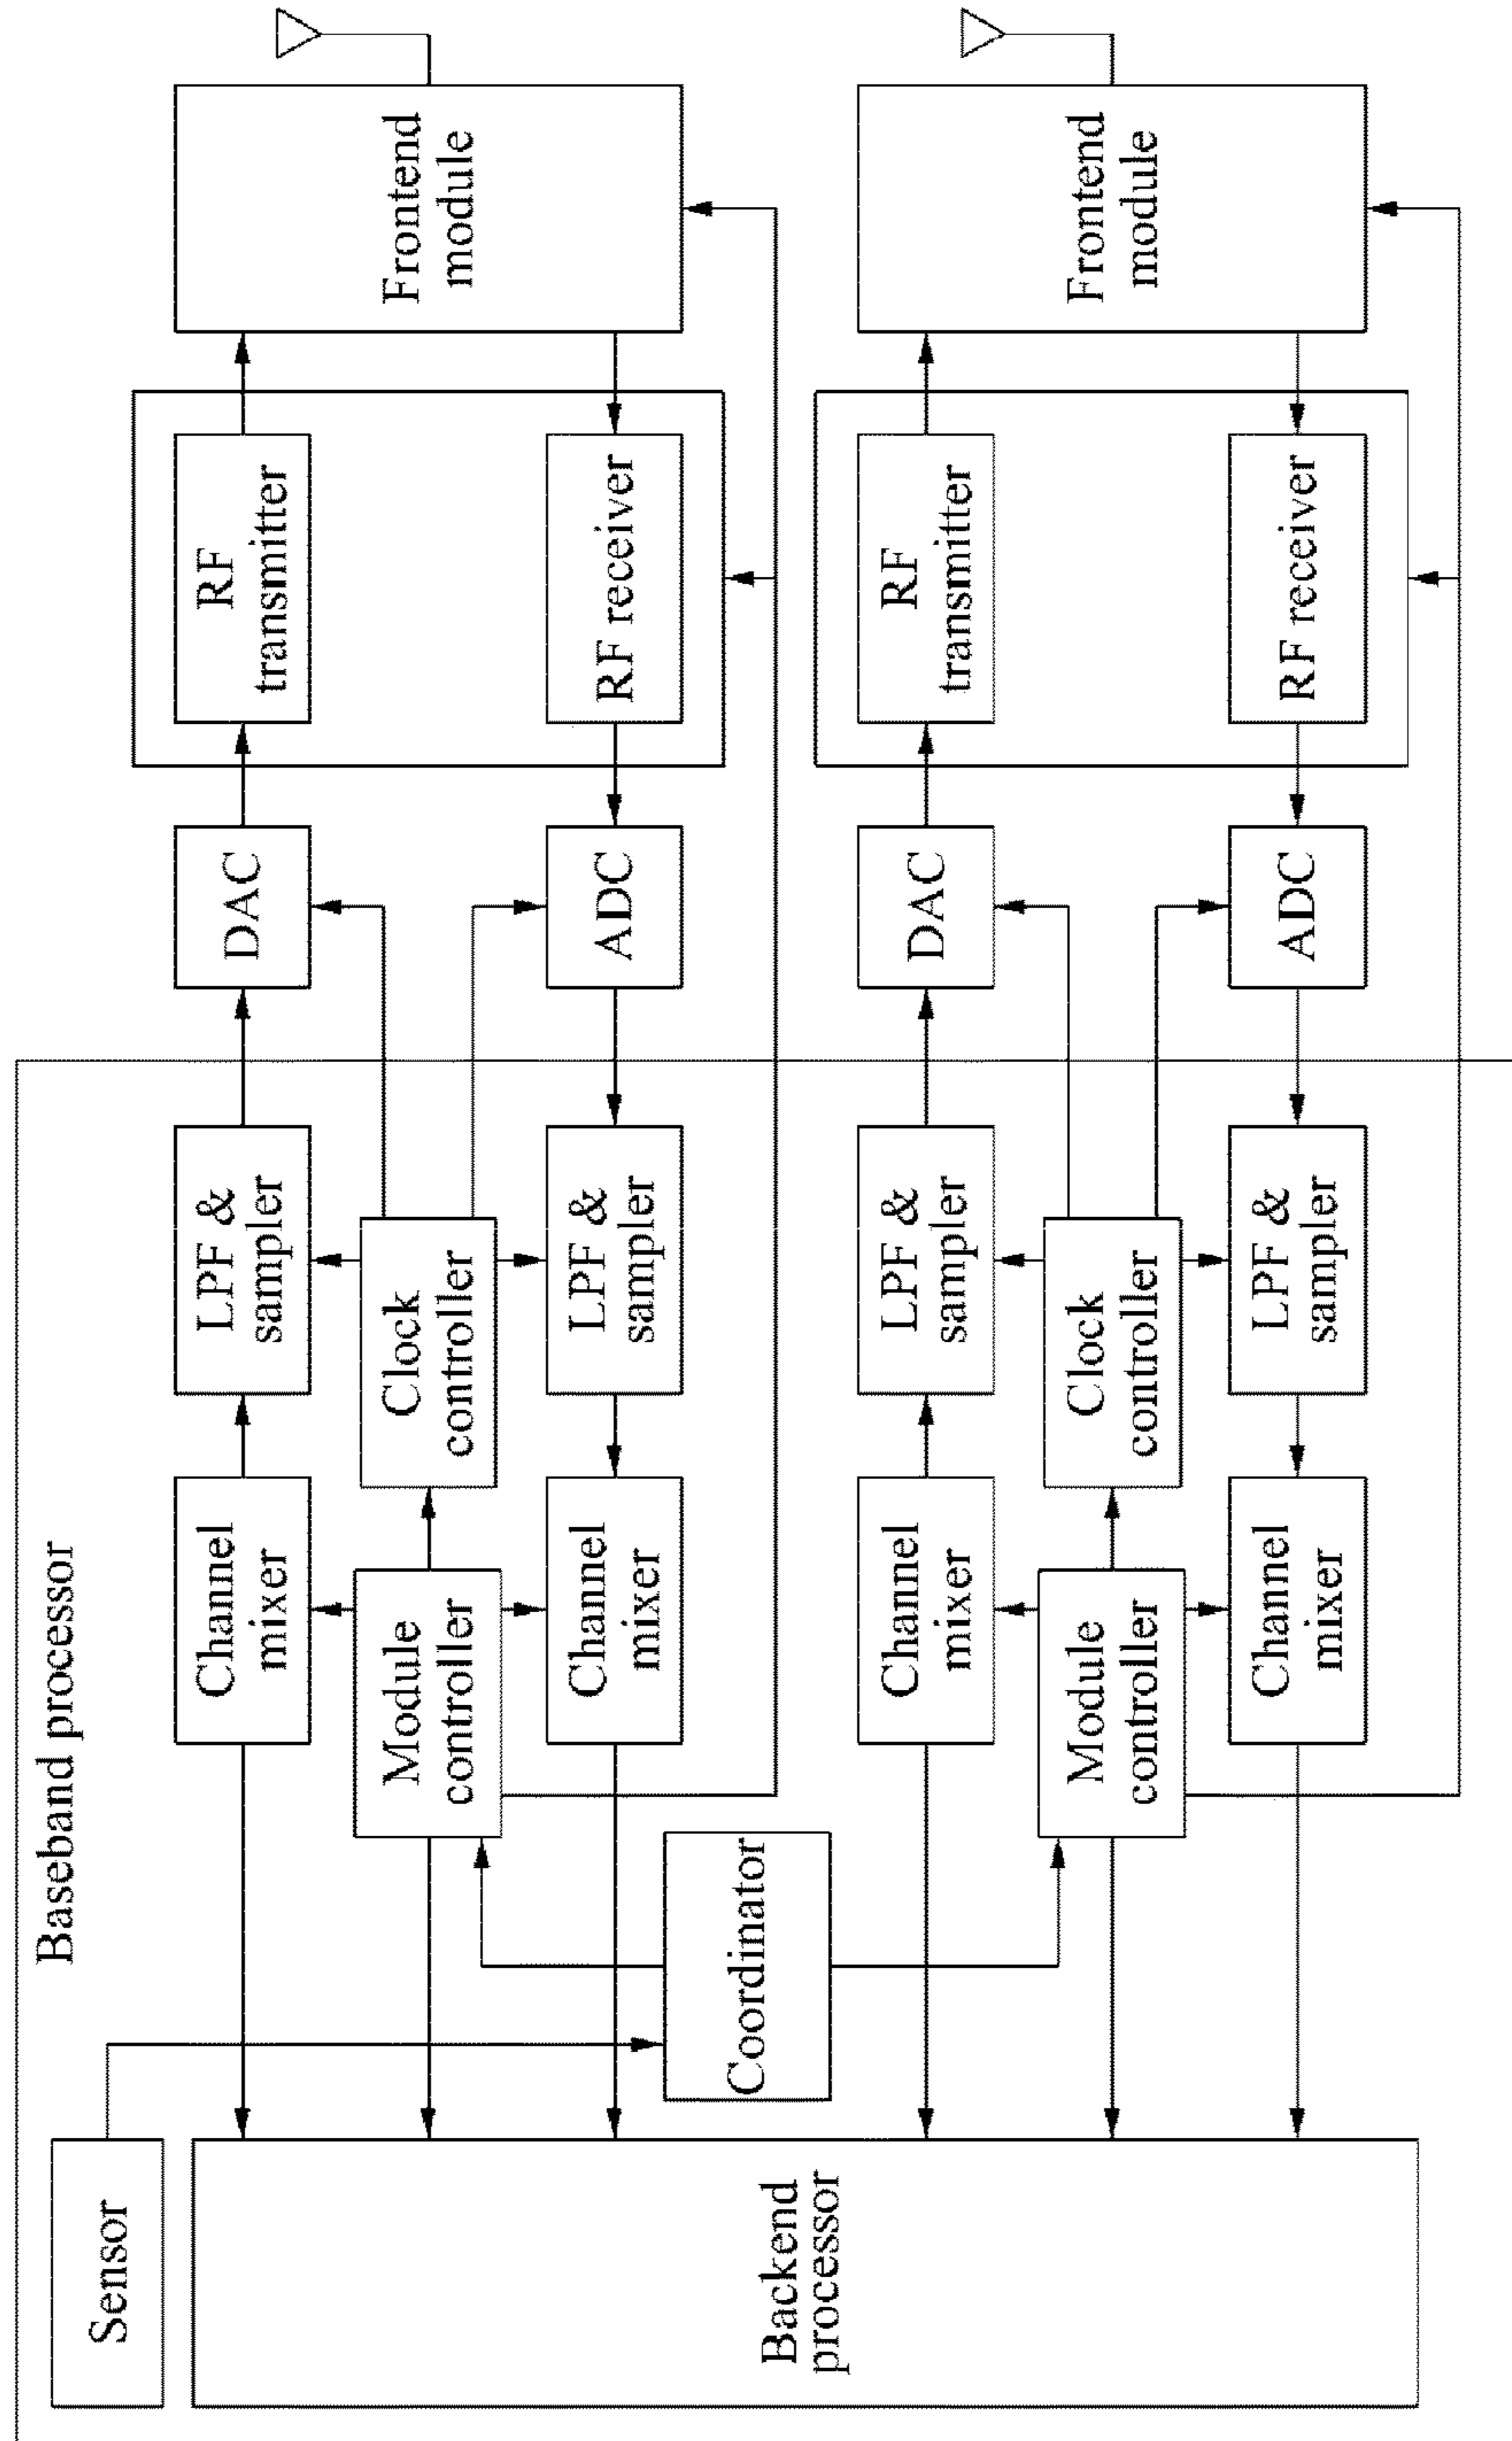 Baseband processor
Sensor
Backend
processor
Coordinator
Channel
mixer
LPF &
sampler
DAC
RF
transmitter
Frontend
module
Module
controller
Clock
controller
Channel
mixer
LPF &
sampler
ADC
RF receiver
Channel
mixer
LPF &
sampler
DAC
RF
transmitter
Frontend
module
Module
controller
Clock
controller
Channel
mixer
LPF &
sampler
ADC
RF receiver